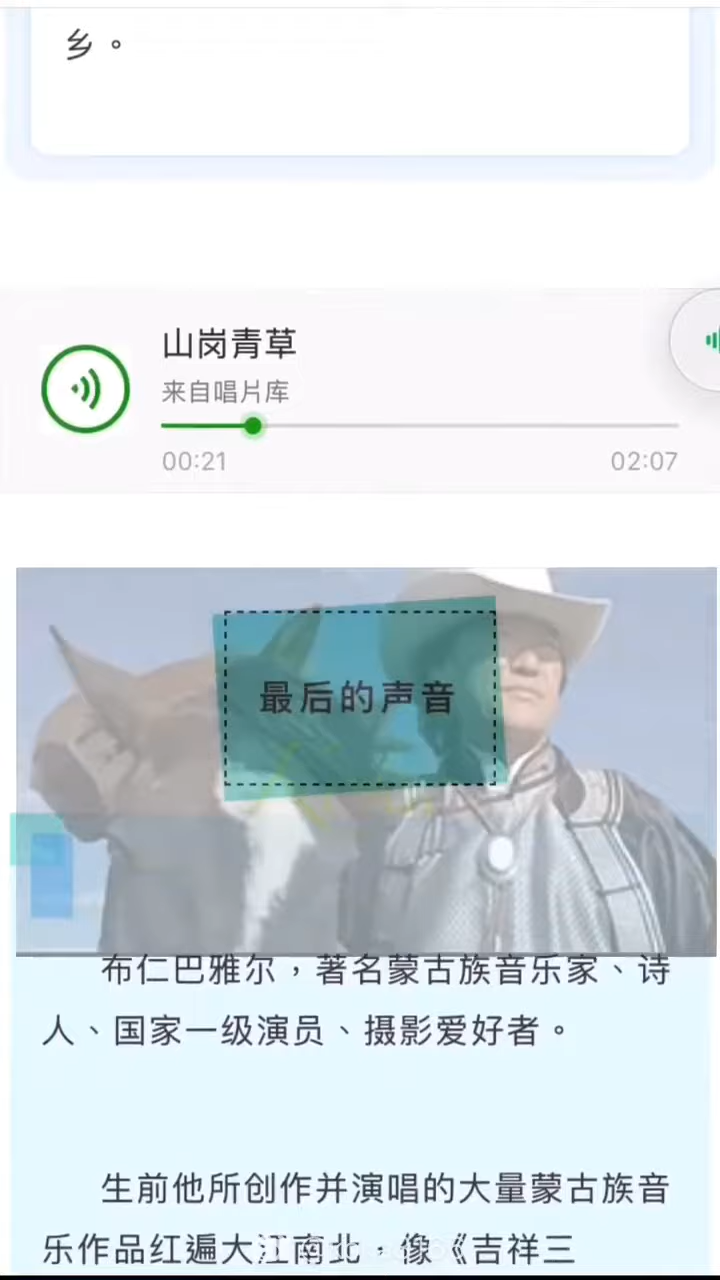 乡。
山岗青草
来自唱片库
00:21
02:07
最后的声音
布仁巴雅尔，著名蒙古族音乐家、诗
人、国家一级演员、摄影爱好者。
生前他所创作并演唱的大量蒙古族音
乐作品红遍大江南北，像《吉祥三